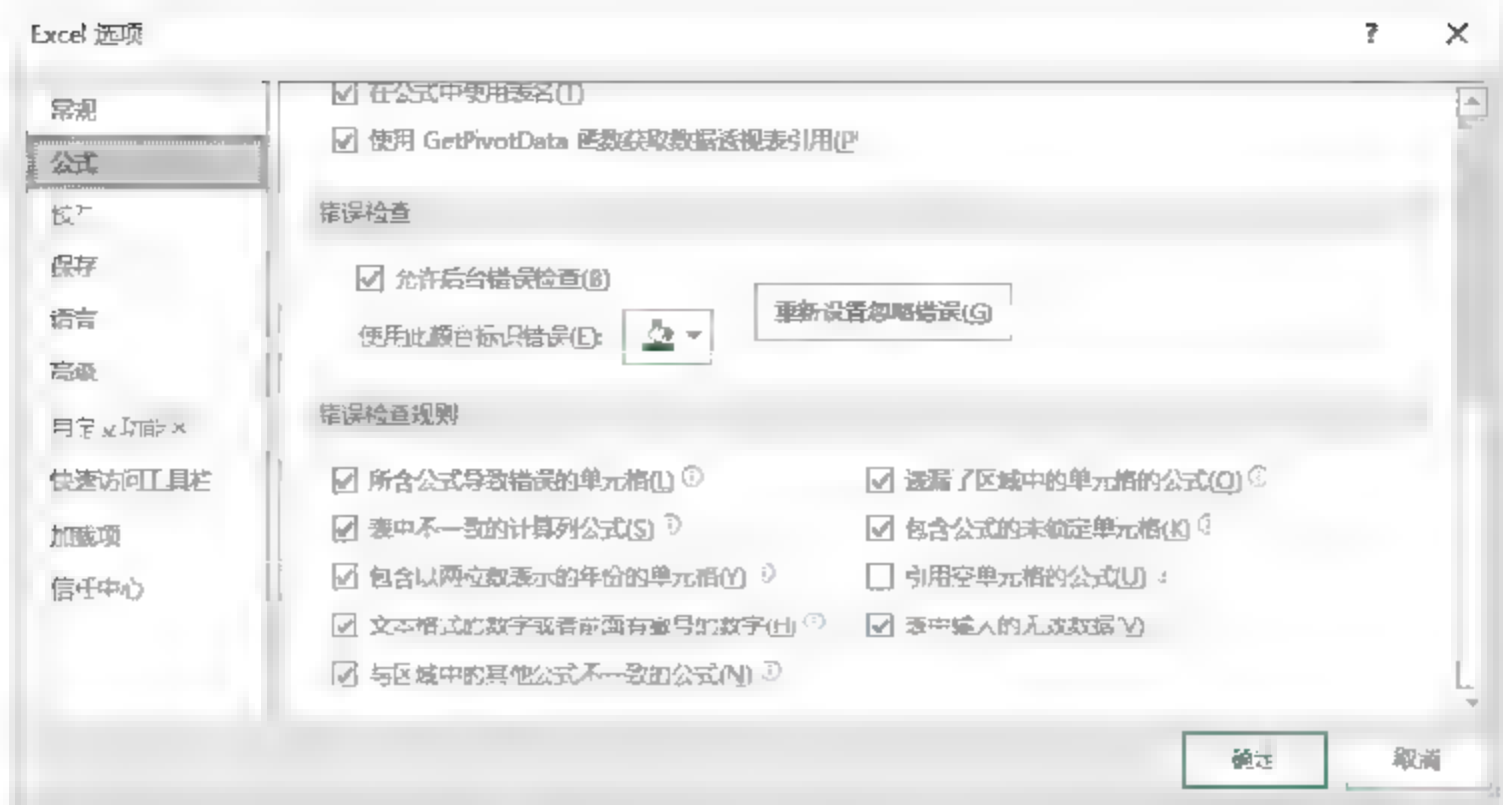 Excel 选项
?
常规
公式
保存
语言
高级
快速访问工具栏
加载项
信任中心
在公式中使用表名(T)
使用 GetPivotData 函数获取数据透视表引用(P
错误检查
允许后台错误检查(B)
使用此颜色标识错误(E):
重新设置忽略错误(G)
错误检查规则
所含公式导致错误的单元格(L)
遗漏了区域中的单元格的公式(O)
表中不一致的计算列公式(S)
包含公式的未锁定单元格(K)
包含以两位数表示的年份的单元格(Y)
引用空单元格的公式(U)
文本格式的数字或者前面有撇号的数字(H)
表中输入的无效数据(V)
与区域中的其他公式不一致的公式(N)
确定
取消